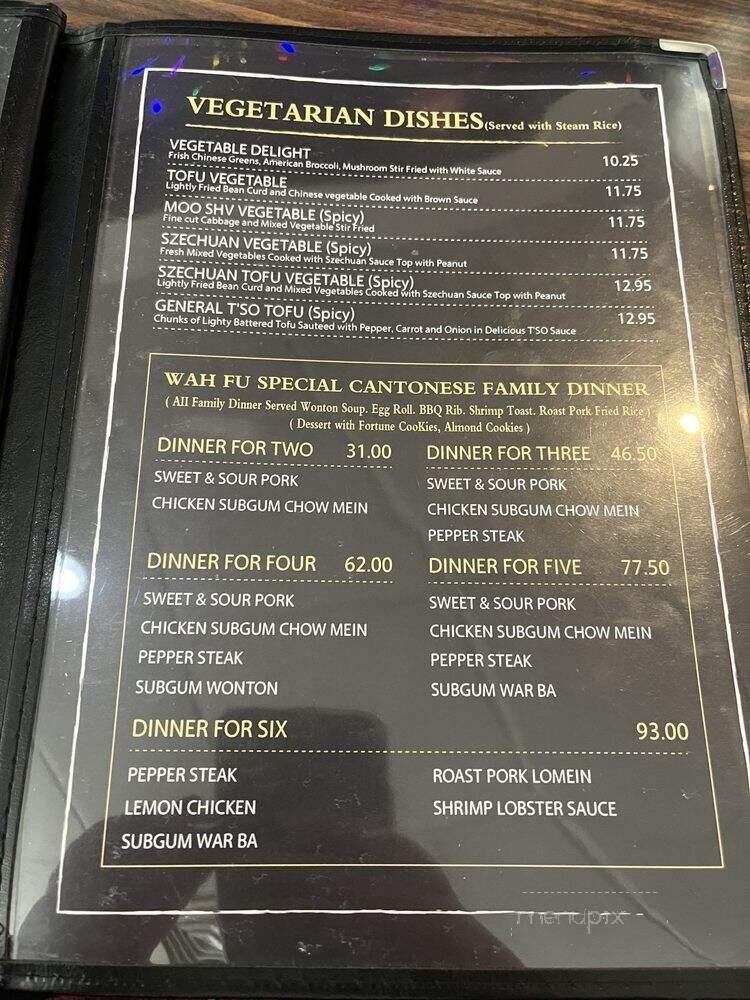 VEGETARIAN DISHES(Served with Steam Rice)
VEGETABLE DELIGHT 10.25
Frish Chinese Greens, American Broccoli, Mushroom Stir Fried with White Sauce
TOFU VEGETABLE 11.75
Lightly Fried Bean Curd and Chinese vegetable Cooked with Brown Sauce
MOO SHV VEGETABLE (Spicy) 11.75
Fine cut Cabbage and Mixed Vegetable Stir Fried
SZECHUAN VEGETABLE (Spicy) 11.75
Fresh Mixed Vegetables Cooked with Szechuan Sauce Top with Peanut
SZECHUAN TOFU VEGETABLE (Spicy) 12.95
Lightly Fried Bean Curd and Mixed Vegetables Cooked with Szechuan Sauce Top with Peanut
GENERAL T'SO TOFU (Spicy) 12.95
Chunks of Lighty Battered Tofu Sauteed with Pepper, Carrot and Onion in Delicious T'SO Sauce
WAH FU SPECIAL CANTONESE FAMILY DINNER
( All Family Dinner Served Wonton Soup. Egg Roll. BBQ Rib. Shrimp Toast. Roast Pork Fried Rice )
( Dessert with Fortune CooKies, Almond Cookies )
DINNER FOR TWO 31.00
SWEET & SOUR PORK
CHICKEN SUBGUM CHOW MEIN
DINNER FOR THREE 46.50
SWEET & SOUR PORK
CHICKEN SUBGUM CHOW MEIN
PEPPER STEAK
DINNER FOR FOUR 62.00
SWEET & SOUR PORK
CHICKEN SUBGUM CHOW MEIN
PEPPER STEAK
SUBGUM WONTON
DINNER FOR FIVE 77.50
SWEET & SOUR PORK
CHICKEN SUBGUM CHOW MEIN
PEPPER STEAK
SUBGUM WAR BA
DINNER FOR SIX 93.00
PEPPER STEAK
LEMON CHICKEN
SUBGUM WAR BA
ROAST PORK LOMEIN
SHRIMP LOBSTER SAUCE
menupix